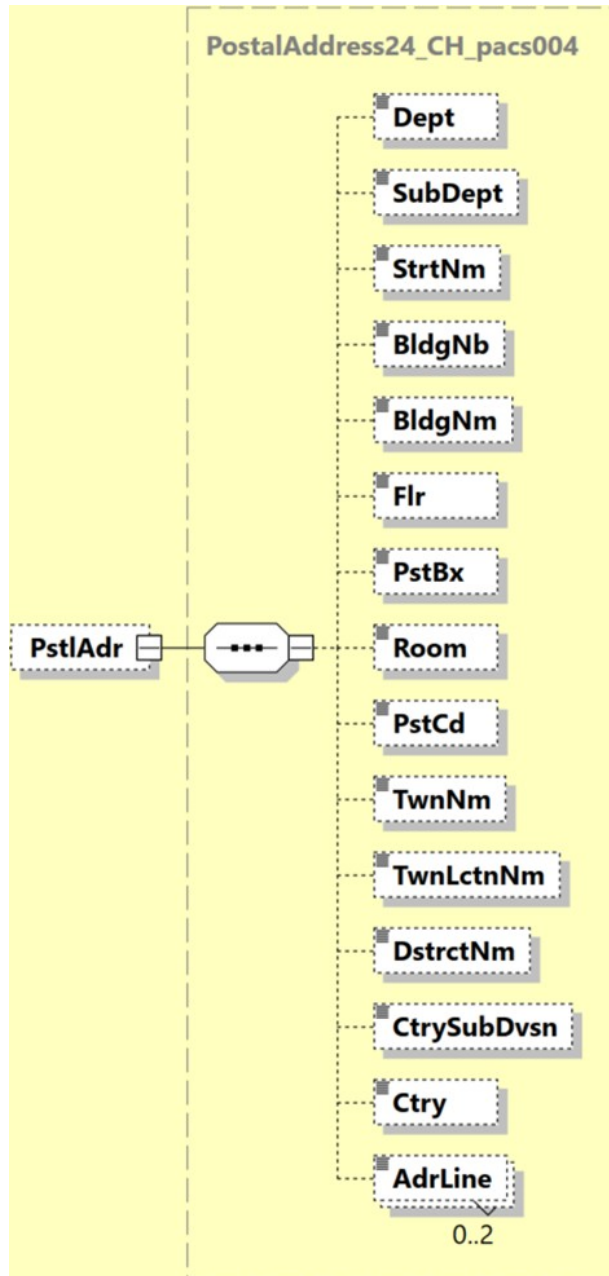 PostalAddress24_CH_pacs004
Dept
SubDept
StrtNm
BldgNb
BldgNm
Flr
PstBx
PstlAdr
Room
PstCd
TwnNm
TwnLctnNm
DstrctNm
CtrySubDvsn
Ctry
AdrLine
0..2